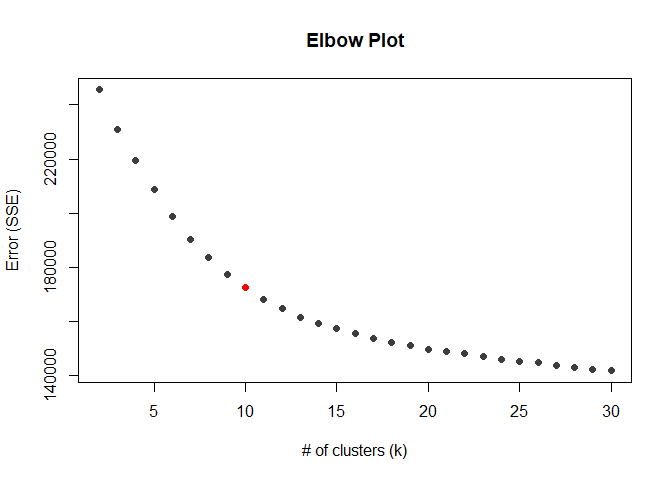 Elbow Plot
Error (SSE)
220000
180000
140000
5 10 15 20 25 30
# of clusters (k)